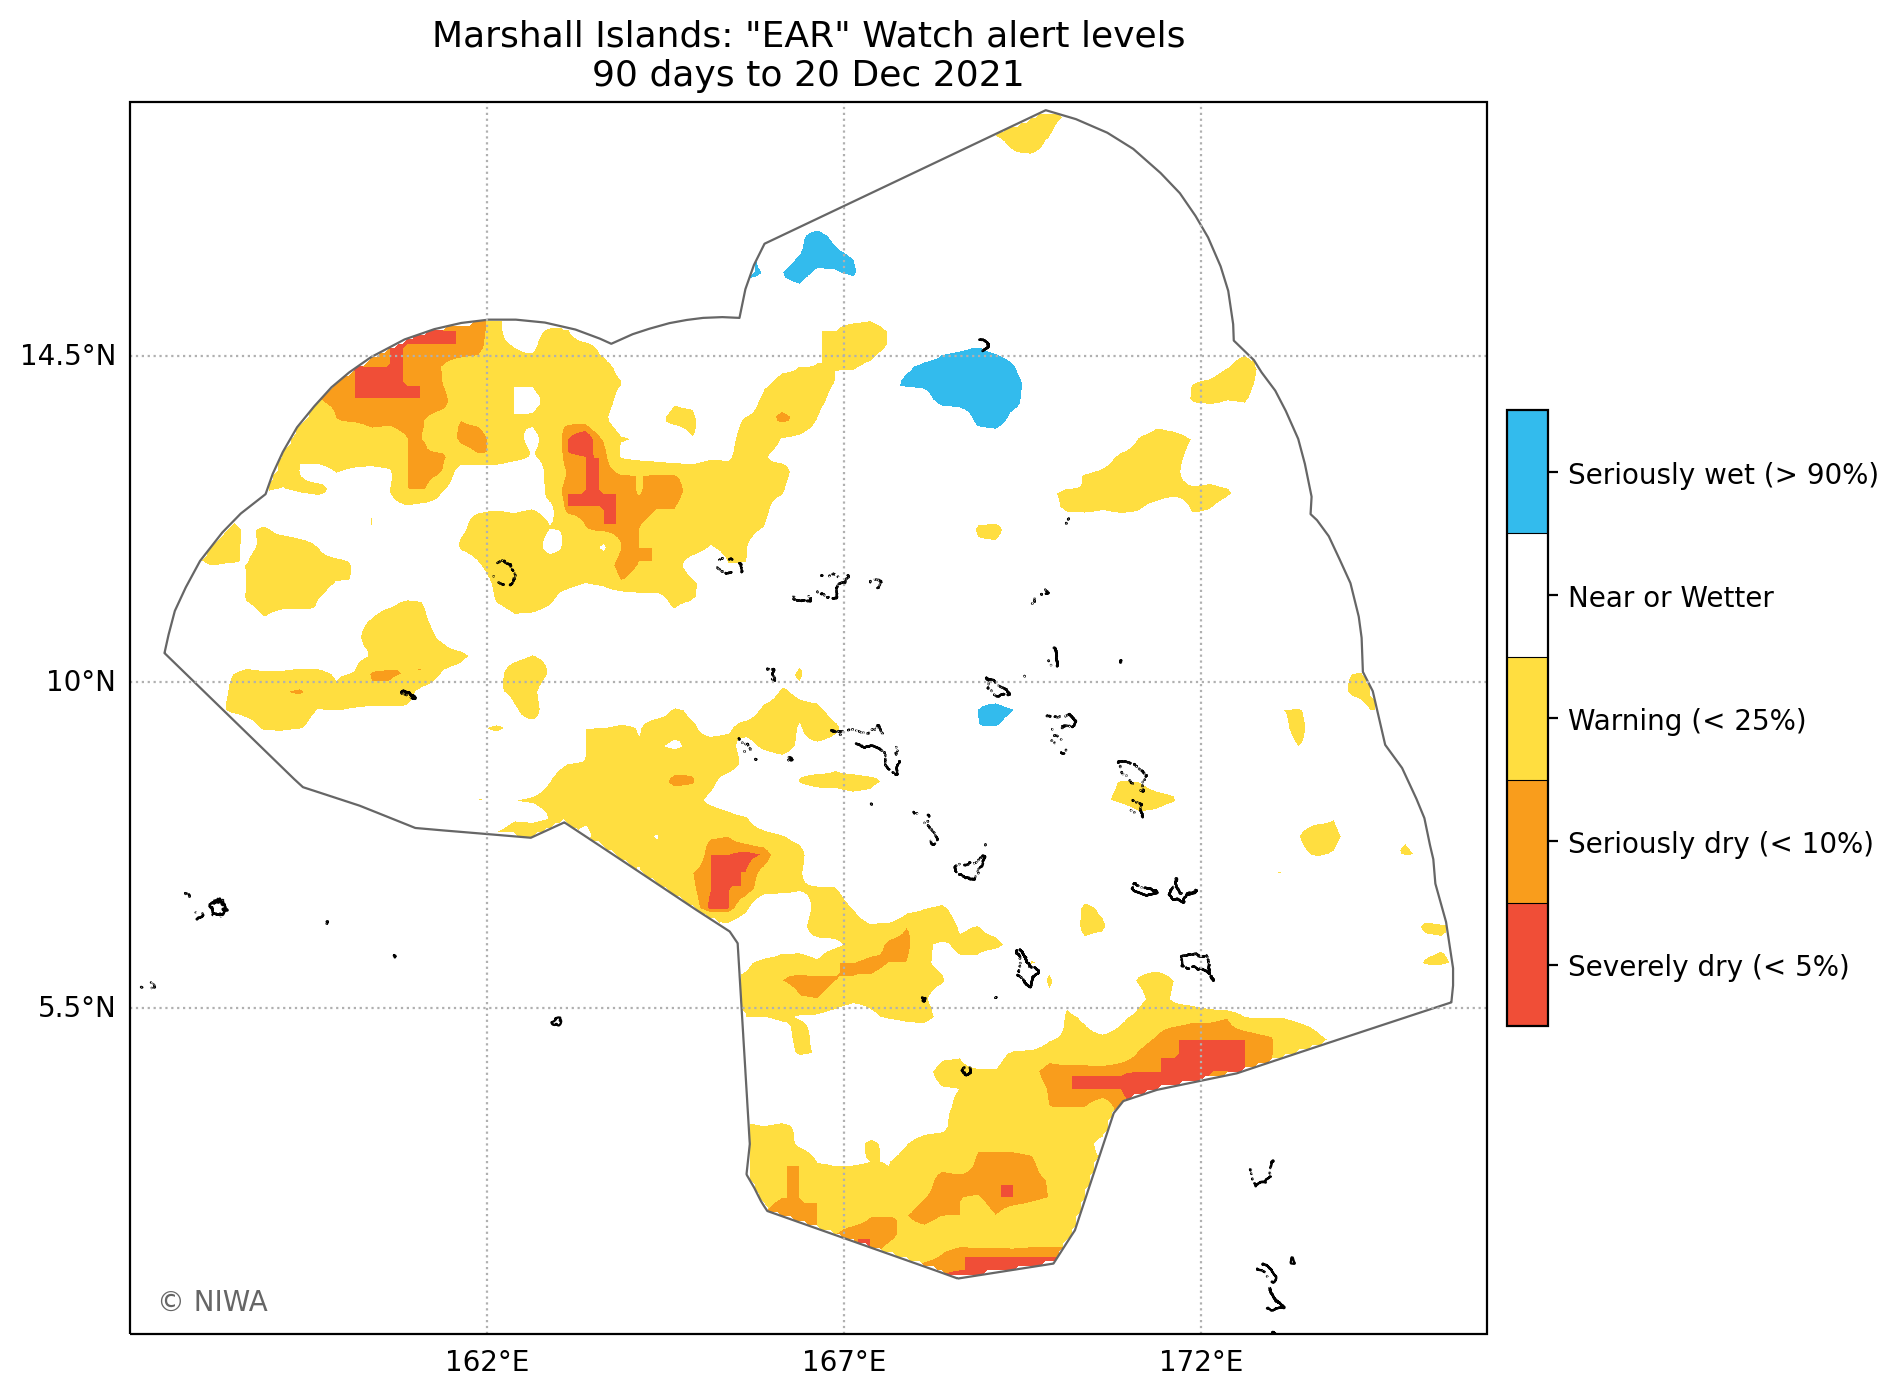 Marshall Islands: "EAR" Watch alert levels
90 days to 20 Dec 2021
14.5°N
10°N
5.5°N
162°E
167°E
172°E
Seriously wet (> 90%)
Near or Wetter
Warning (< 25%)
Seriously dry (< 10%)
Severely dry (< 5%)
© NIWA